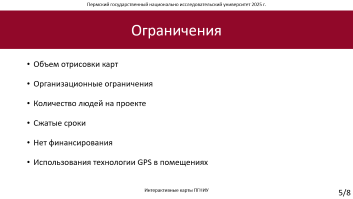 Пермский государственный национально исследовательский университет 2025 г.
Ограничения
• Объем отрисовки карт
• Организационные ограничения
• Количество людей на проекте
• Сжатые сроки
• Нет финансирования
• Использования технологии GPS в помещениях
Интерактивные карты ПГНИУ
5/8